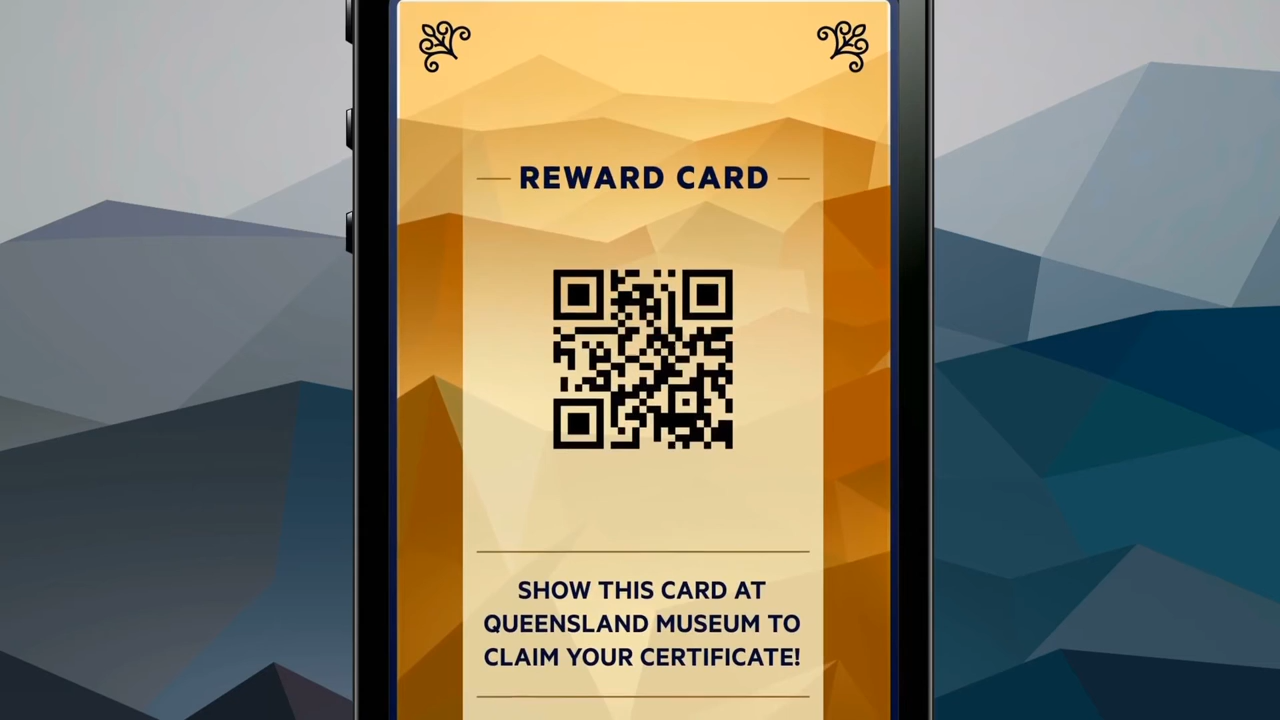 REWARD CARD
SHOW THIS CARD AT
QUEENSLAND MUSEUM TO
CLAIM YOUR CERTIFICATE!